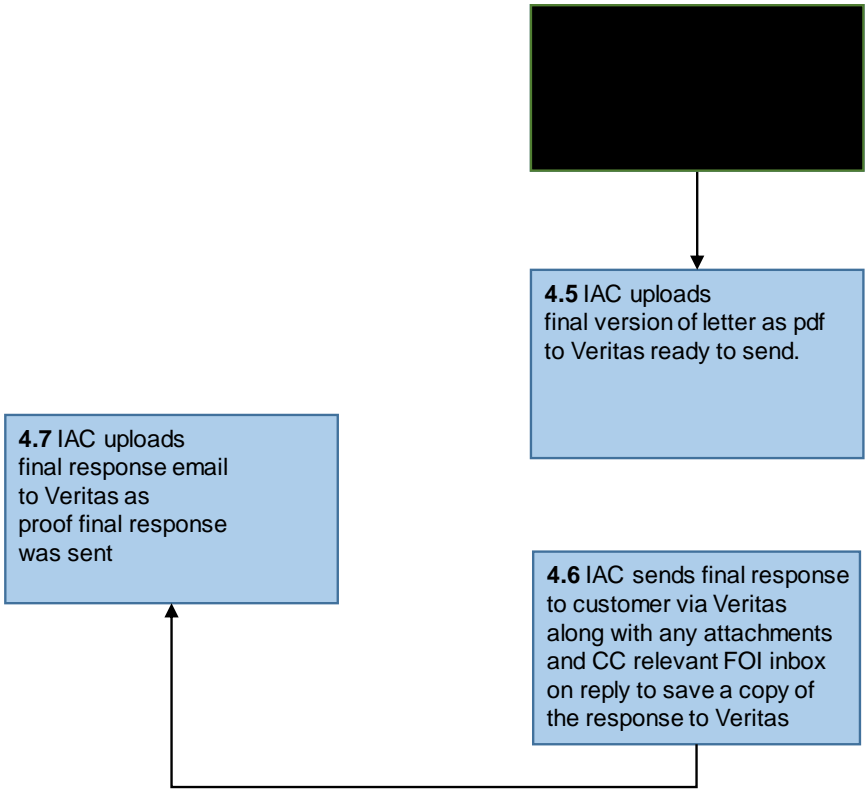 4.5 IAC uploads
final version of letter as pdf
to Veritas ready to send.
4.6 IAC sends final response
to customer via Veritas
along with any attachments
and CC relevant FOI inbox
on reply to save a copy of
the response to Veritas
4.7 IAC uploads
final response email
to Veritas as
proof final response
was sent